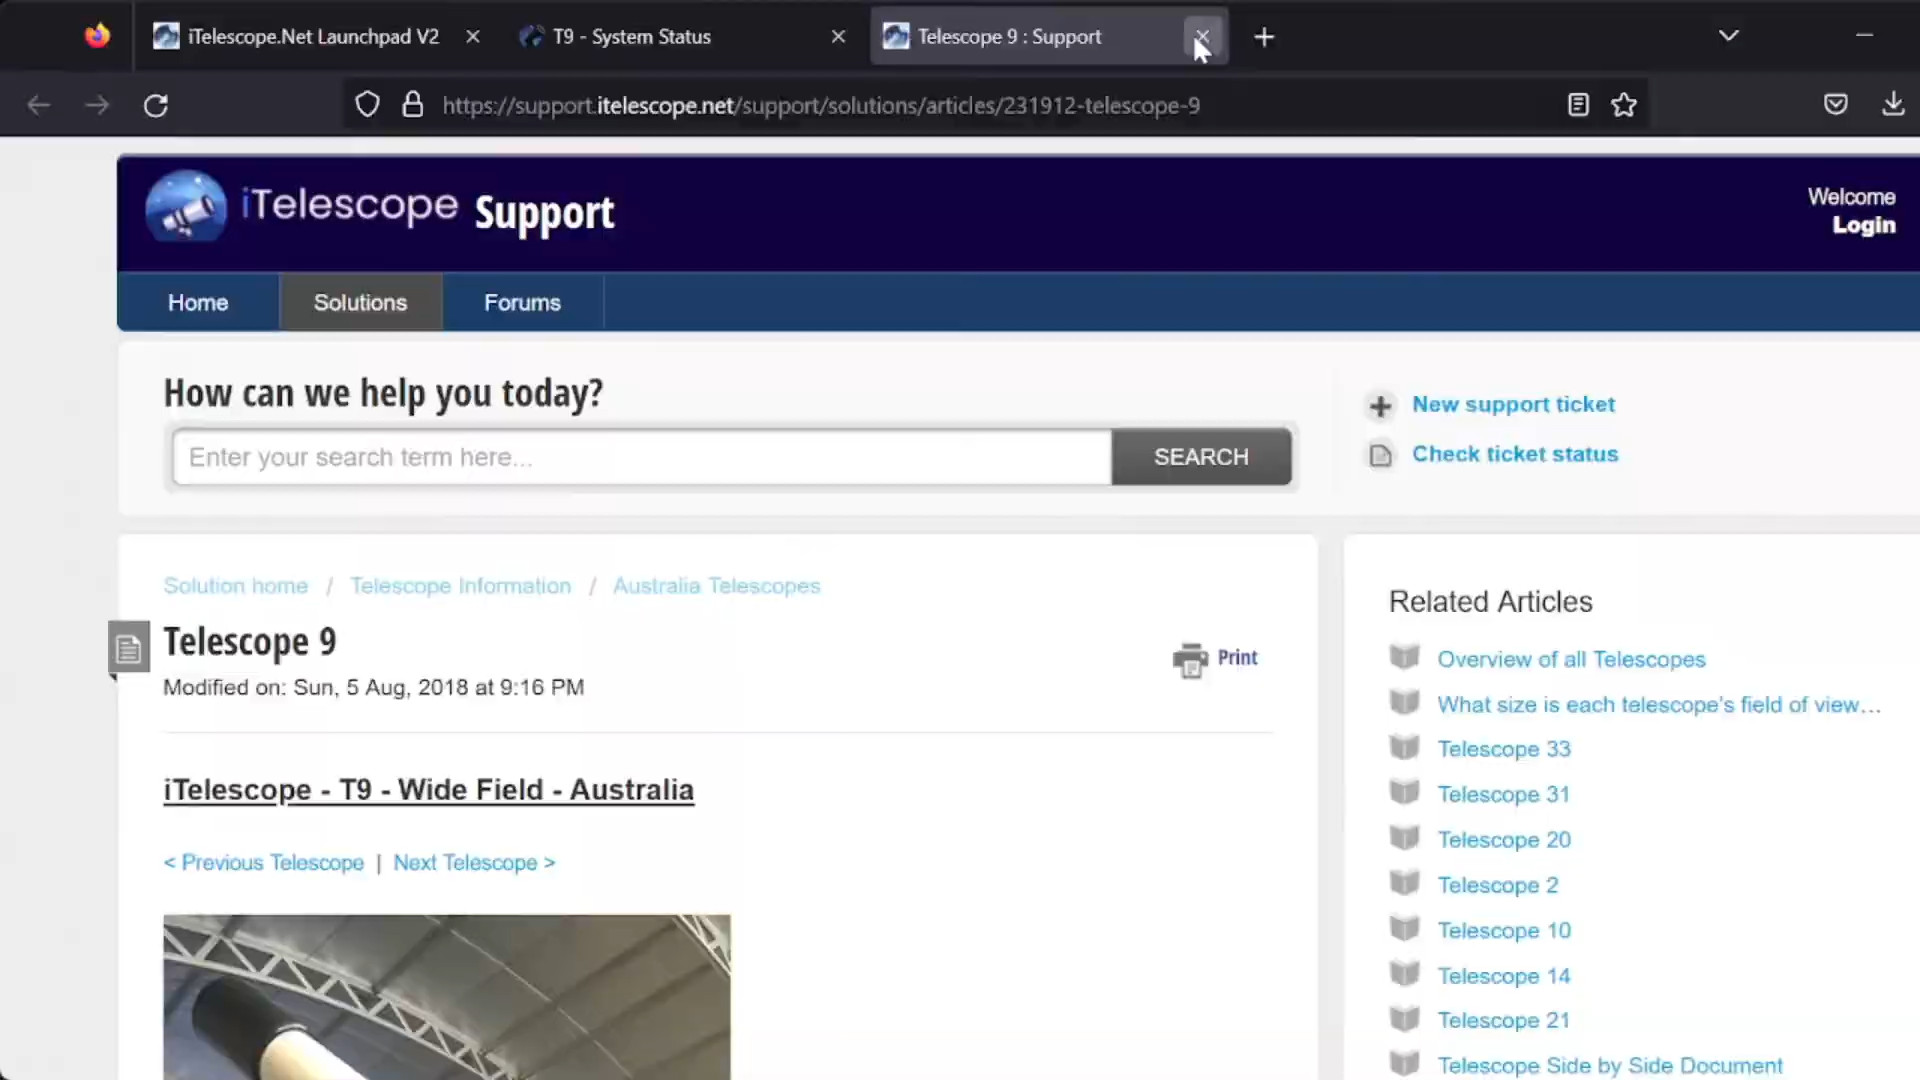 iTelescope.Net Launchpad V2
T9 - System Status
Telescope 9 : Support
https://support.itelescope.net/support/solutions/articles/231912-telescope-9
iTelescope Support
Welcome
Login
Home
Solutions
Forums
How can we help you today?
Enter your search term here...
SEARCH
New support ticket
Check ticket status
Solution home / Telescope Information / Australia Telescopes
Telescope 9
Modified on: Sun, 5 Aug, 2018 at 9:16 PM
Print
iTelescope - T9 - Wide Field - Australia
< Previous Telescope | Next Telescope >
Related Articles
Overview of all Telescopes
What size is each telescope's field of view...
Telescope 33
Telescope 31
Telescope 20
Telescope 2
Telescope 10
Telescope 14
Telescope 21
Telescope Side by Side Document